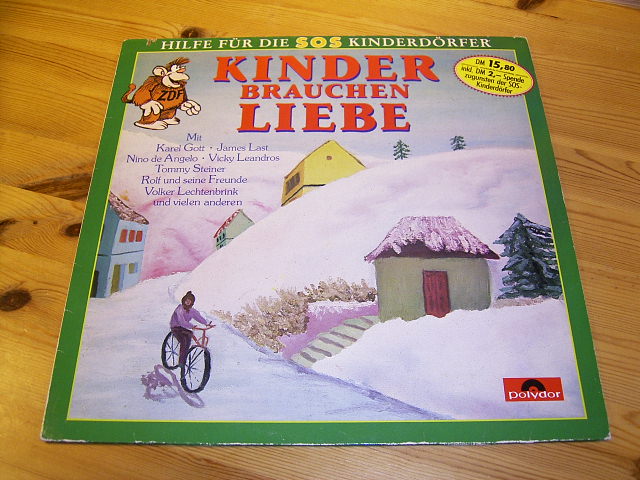 HILFE FÜR DIE SOS KINDERDÖRFER
KINDER
BRAUCHEN
LIEBE
DM 15,80
inkl. DM 2,– Spende
zugunsten der SOS-
Kinderdörfer
ZDF
Mit
Karel Gott · James Last
Nino de Angelo · Vicky Leandros
Tommy Steiner
Rolf und seine Freunde
Volker Lechtenbrink
und vielen anderen
polydor